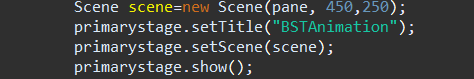 Scene scene=new Scene(pane, 450,250);
primarystage.setTitle("BSTAnimation");
primarystage.setScene(scene);
primarystage.show();